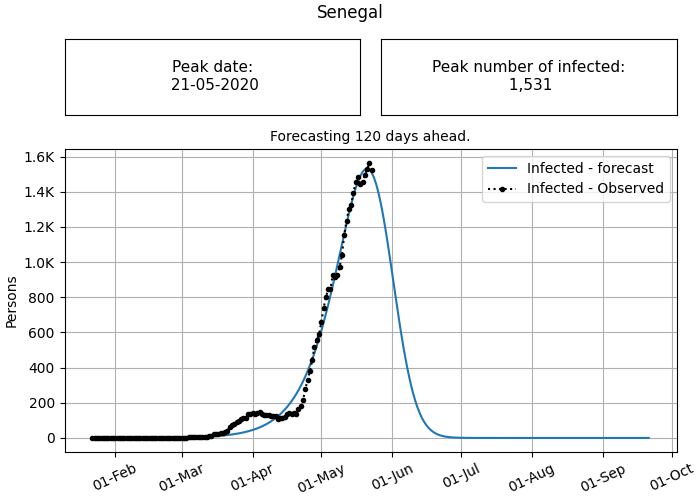 Senegal
Peak date:
21-05-2020
Peak number of infected:
1,531
Forecasting 120 days ahead.
1.6K
1.4K
1.2K
1.0K
800
600
400
200
0
Persons
Infected - forecast
Infected - Observed
01-Feb
01-Mar
01-Apr
01-May
01-Jun
01-Jul
01-Aug
01-Sep
01-Oct